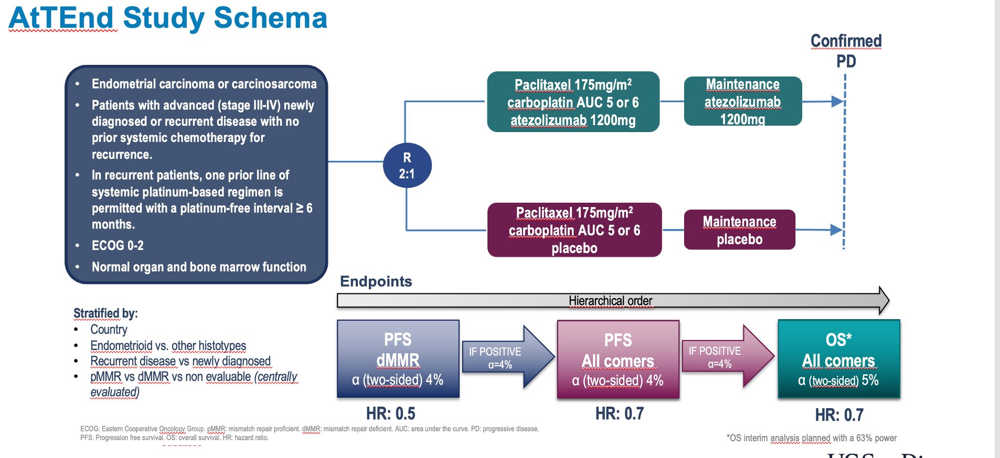 AtTEnd Study Schema
Confirmed
PD
• Endometrial carcinoma or carcinosarcoma
• Patients with advanced (stage III-IV) newly
diagnosed or recurrent disease with no
prior systemic chemotherapy for
recurrence.
• In recurrent patients, one prior line of
systemic platinum-based regimen is
permitted with a platinum-free interval ≥ 6
months.
• ECOG 0-2
• Normal organ and bone marrow function
R
2:1
Paclitaxel 175mg/m²
carboplatin AUC 5 or 6
atezolizumab 1200mg
Maintenance
atezolizumab
1200mg
Paclitaxel 175mg/m²
carboplatin AUC 5 or 6
placebo
Maintenance
placebo
Endpoints
Hierarchical order
Stratified by:
• Country
• Endometrioid vs. other histotypes
• Recurrent disease vs newly diagnosed
• pMMR vs dMMR vs non evaluable (centrally
evaluated)
PFS
dMMR
α (two-sided) 4%
HR: 0.5
IF POSITIVE
α=4%
PFS
All comers
α (two-sided) 4%
HR: 0.7
IF POSITIVE
α=4%
OS*
All comers
α (two-sided) 5%
HR: 0.7
ECOG: Eastern Cooperative Oncology Group. pMMR: mismatch repair proficient. dMMR: mismatch repair deficient. AUC: area under the curve. PD: progressive disease.
PFS: Progression free survival. OS: overall survival. HR: hazard ratio.
*OS interim analysis planned with a 63% power